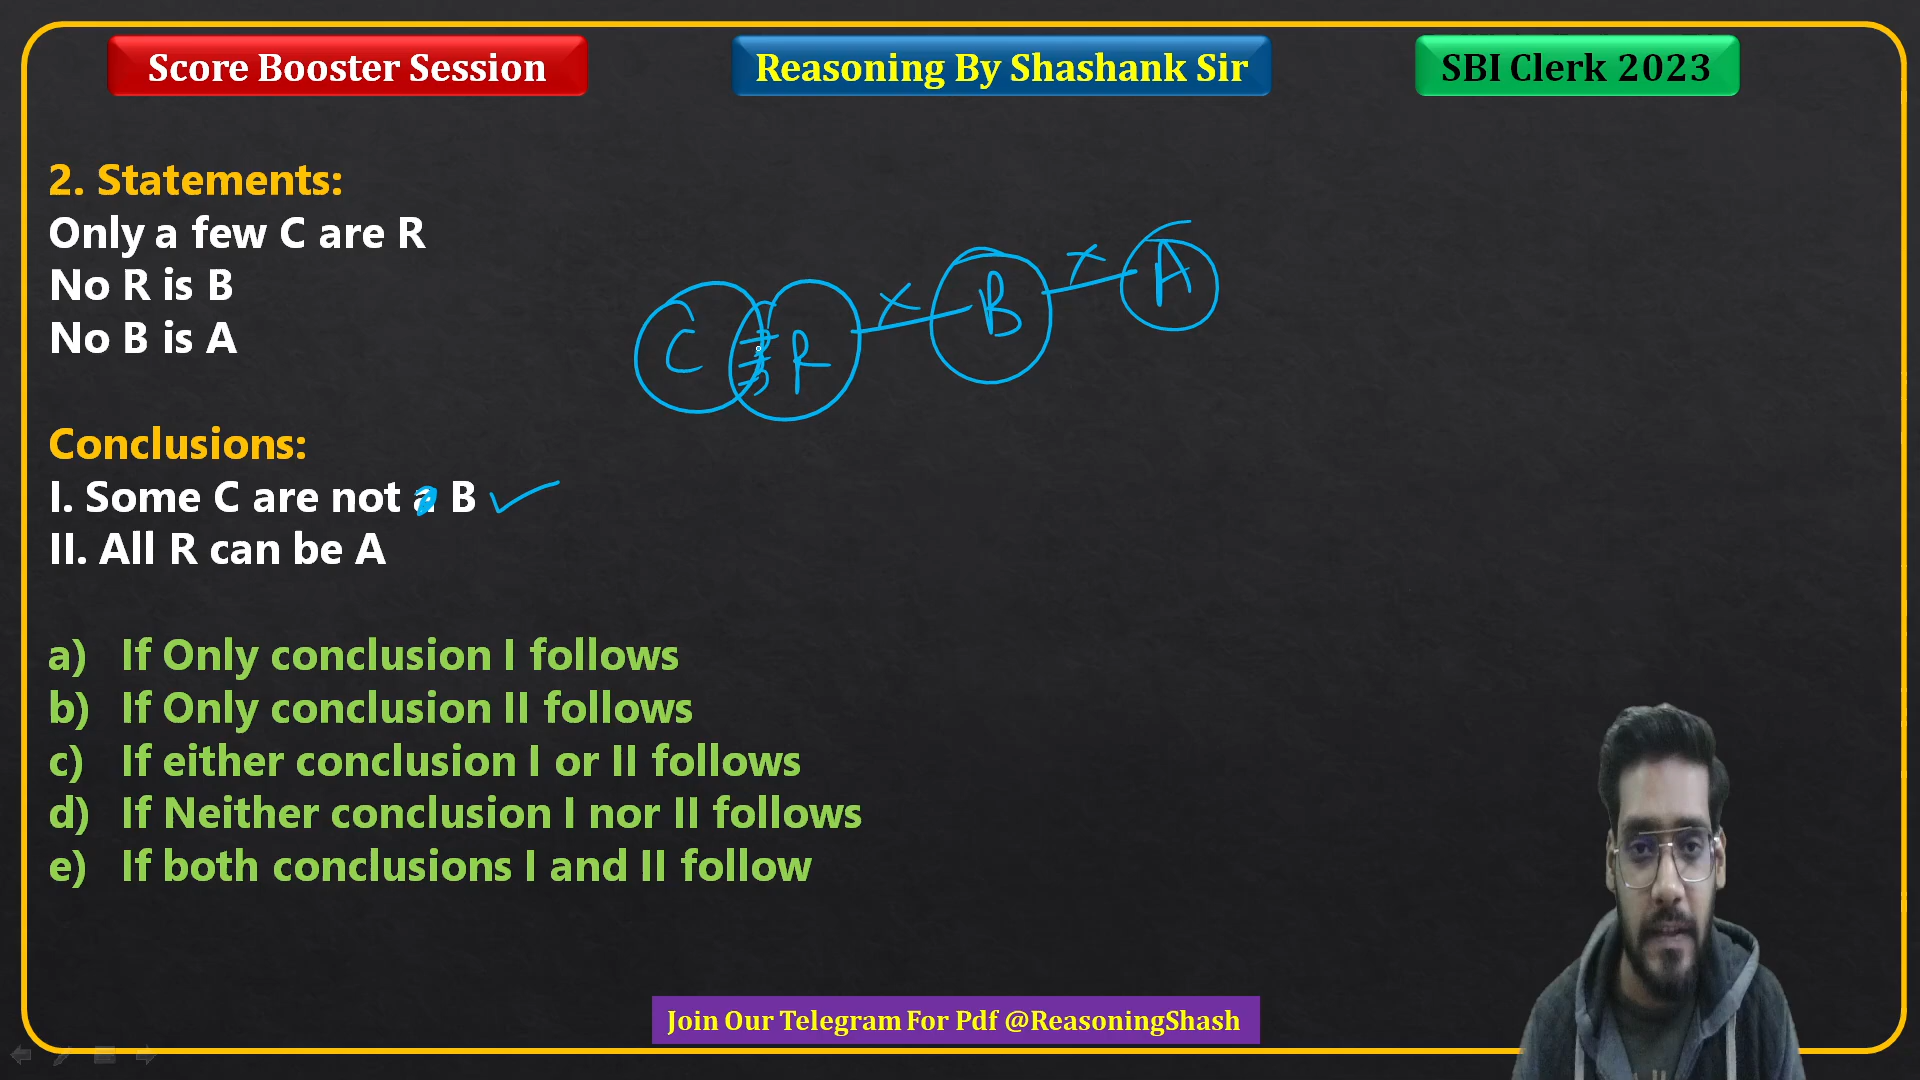 Score Booster Session
Reasoning By Shashank Sir
SBI Clerk 2023
2. Statements:
Only a few C are R
No R is B
No B is A
C R B A
Conclusions:
I. Some C are not a B
II. All R can be A
a) If Only conclusion I follows
b) If Only conclusion II follows
c) If either conclusion I or II follows
d) If Neither conclusion I nor II follows
e) If both conclusions I and II follow
Join Our Telegram For Pdf @ReasoningShash